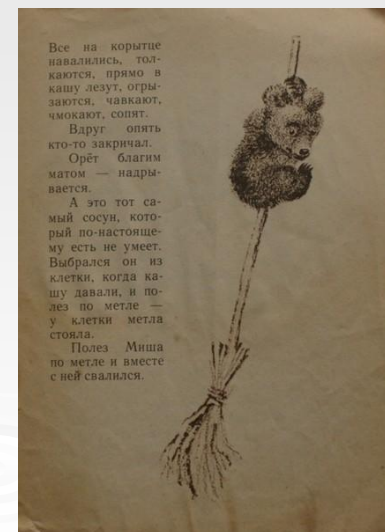 Все на корытце
навалились, тол-
каются, прямо в
кашу лезут, огры-
заются, чавкают,
чмокают, сопят.
Вдруг опять
кто-то закричал.
Орёт благим
матом — надры-
вается.
А это тот са-
мый сосун, кото-
рый по-настояще-
му есть не умеет.
Выбрался он из
клетки, когда ка-
шу давали, и по-
лез по метле —
у клетки метла
стояла.
Полез Миша
по метле и вместе
с ней свалился.